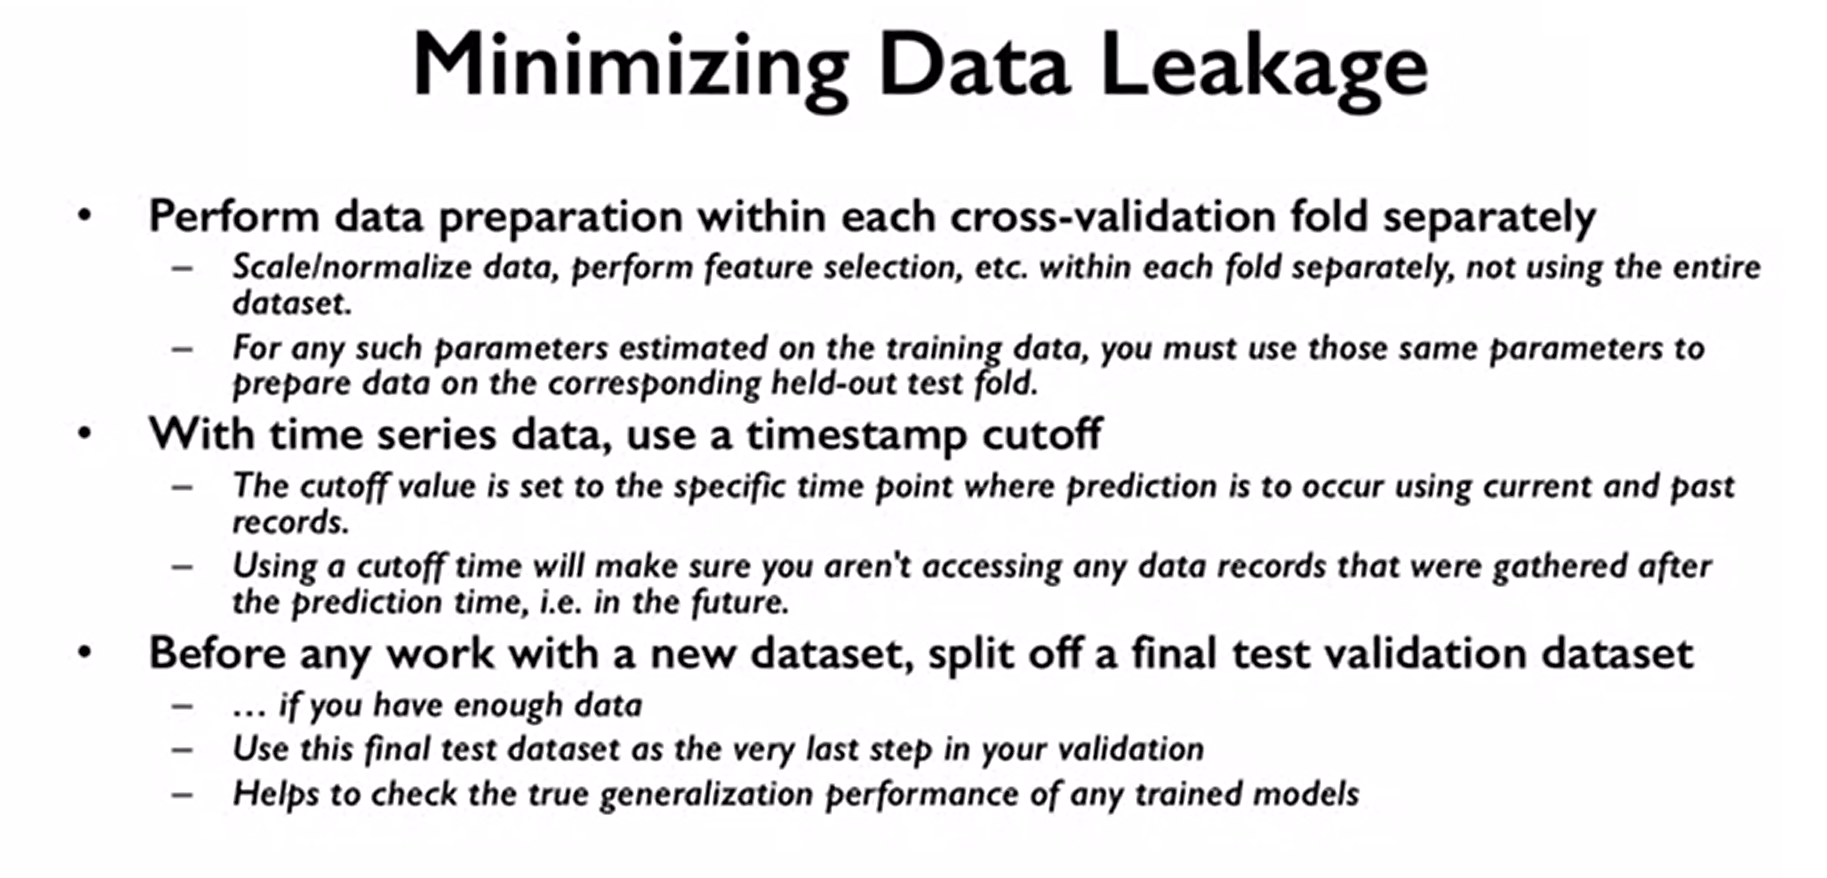 Minimizing Data Leakage
• Perform data preparation within each cross-validation fold separately
– Scale/normalize data, perform feature selection, etc. within each fold separately, not using the entire
dataset.
– For any such parameters estimated on the training data, you must use those same parameters to
prepare data on the corresponding held-out test fold.
• With time series data, use a timestamp cutoff
– The cutoff value is set to the specific time point where prediction is to occur using current and past
records.
– Using a cutoff time will make sure you aren't accessing any data records that were gathered after
the prediction time, i.e. in the future.
• Before any work with a new dataset, split off a final test validation dataset
– ... if you have enough data
– Use this final test dataset as the very last step in your validation
– Helps to check the true generalization performance of any trained models